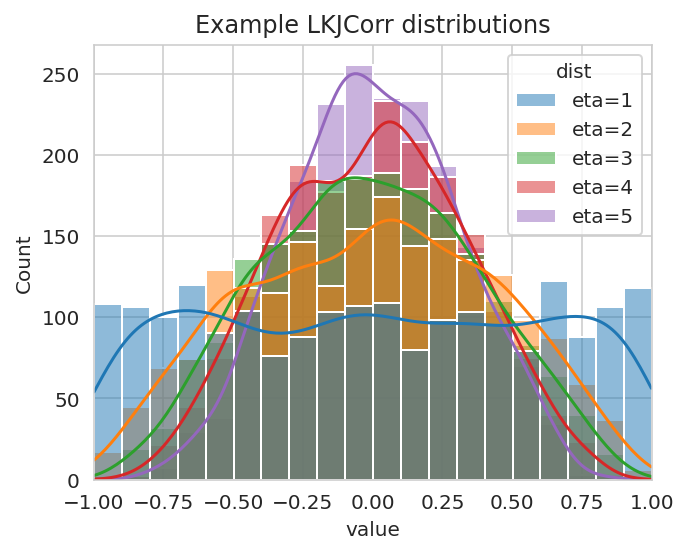 Example LKJCorr distributions
250
200
150
100
50
0
Count
dist
eta=1
eta=2
eta=3
eta=4
eta=5
−1.00 −0.75 −0.50 −0.25 0.00 0.25 0.50 0.75 1.00
value